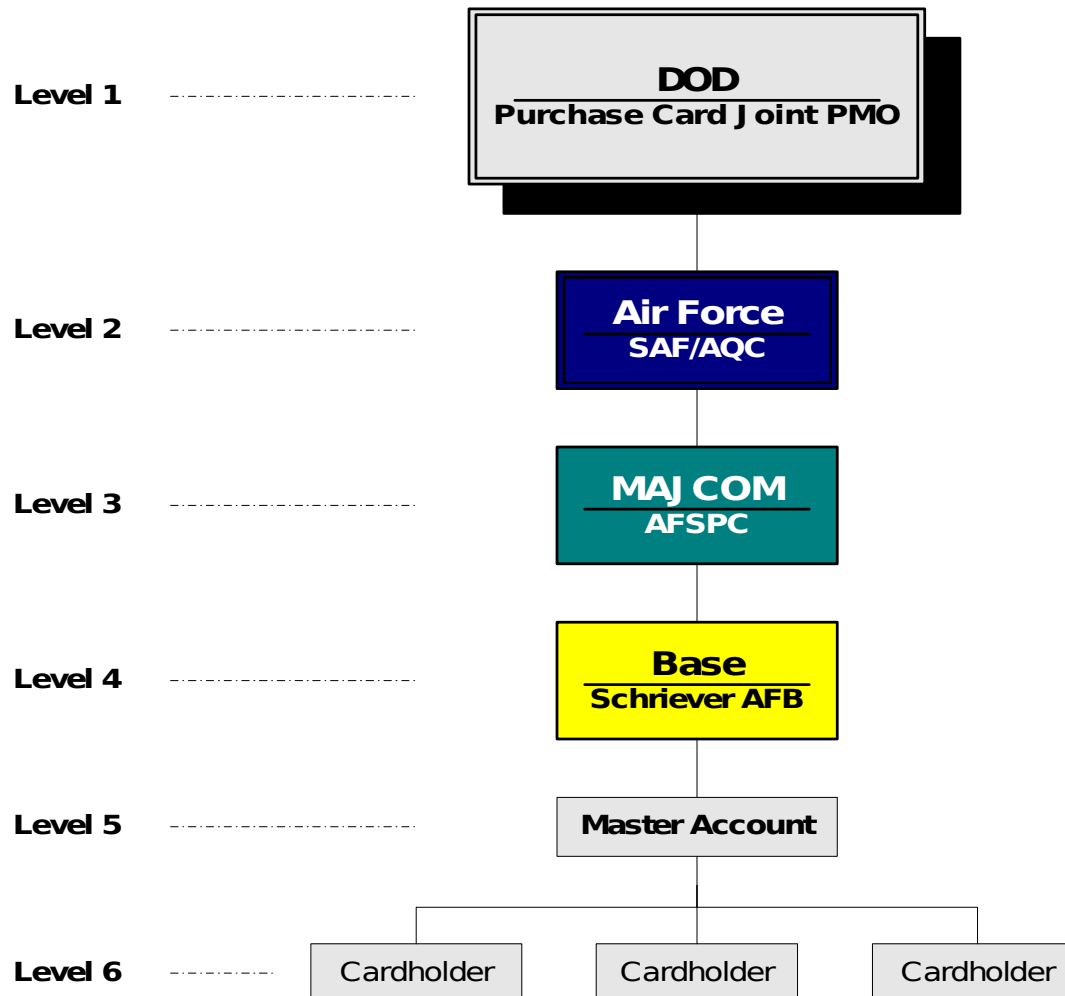 Level 1
DOD
Purchase Card Joint PMO
Level 2
Air Force
SAF/AQC
Level 3
MAJCOM
AFSPC
Level 4
Base
Schriever AFB
Level 5
Master Account
Level 6
Cardholder
Cardholder
Cardholder